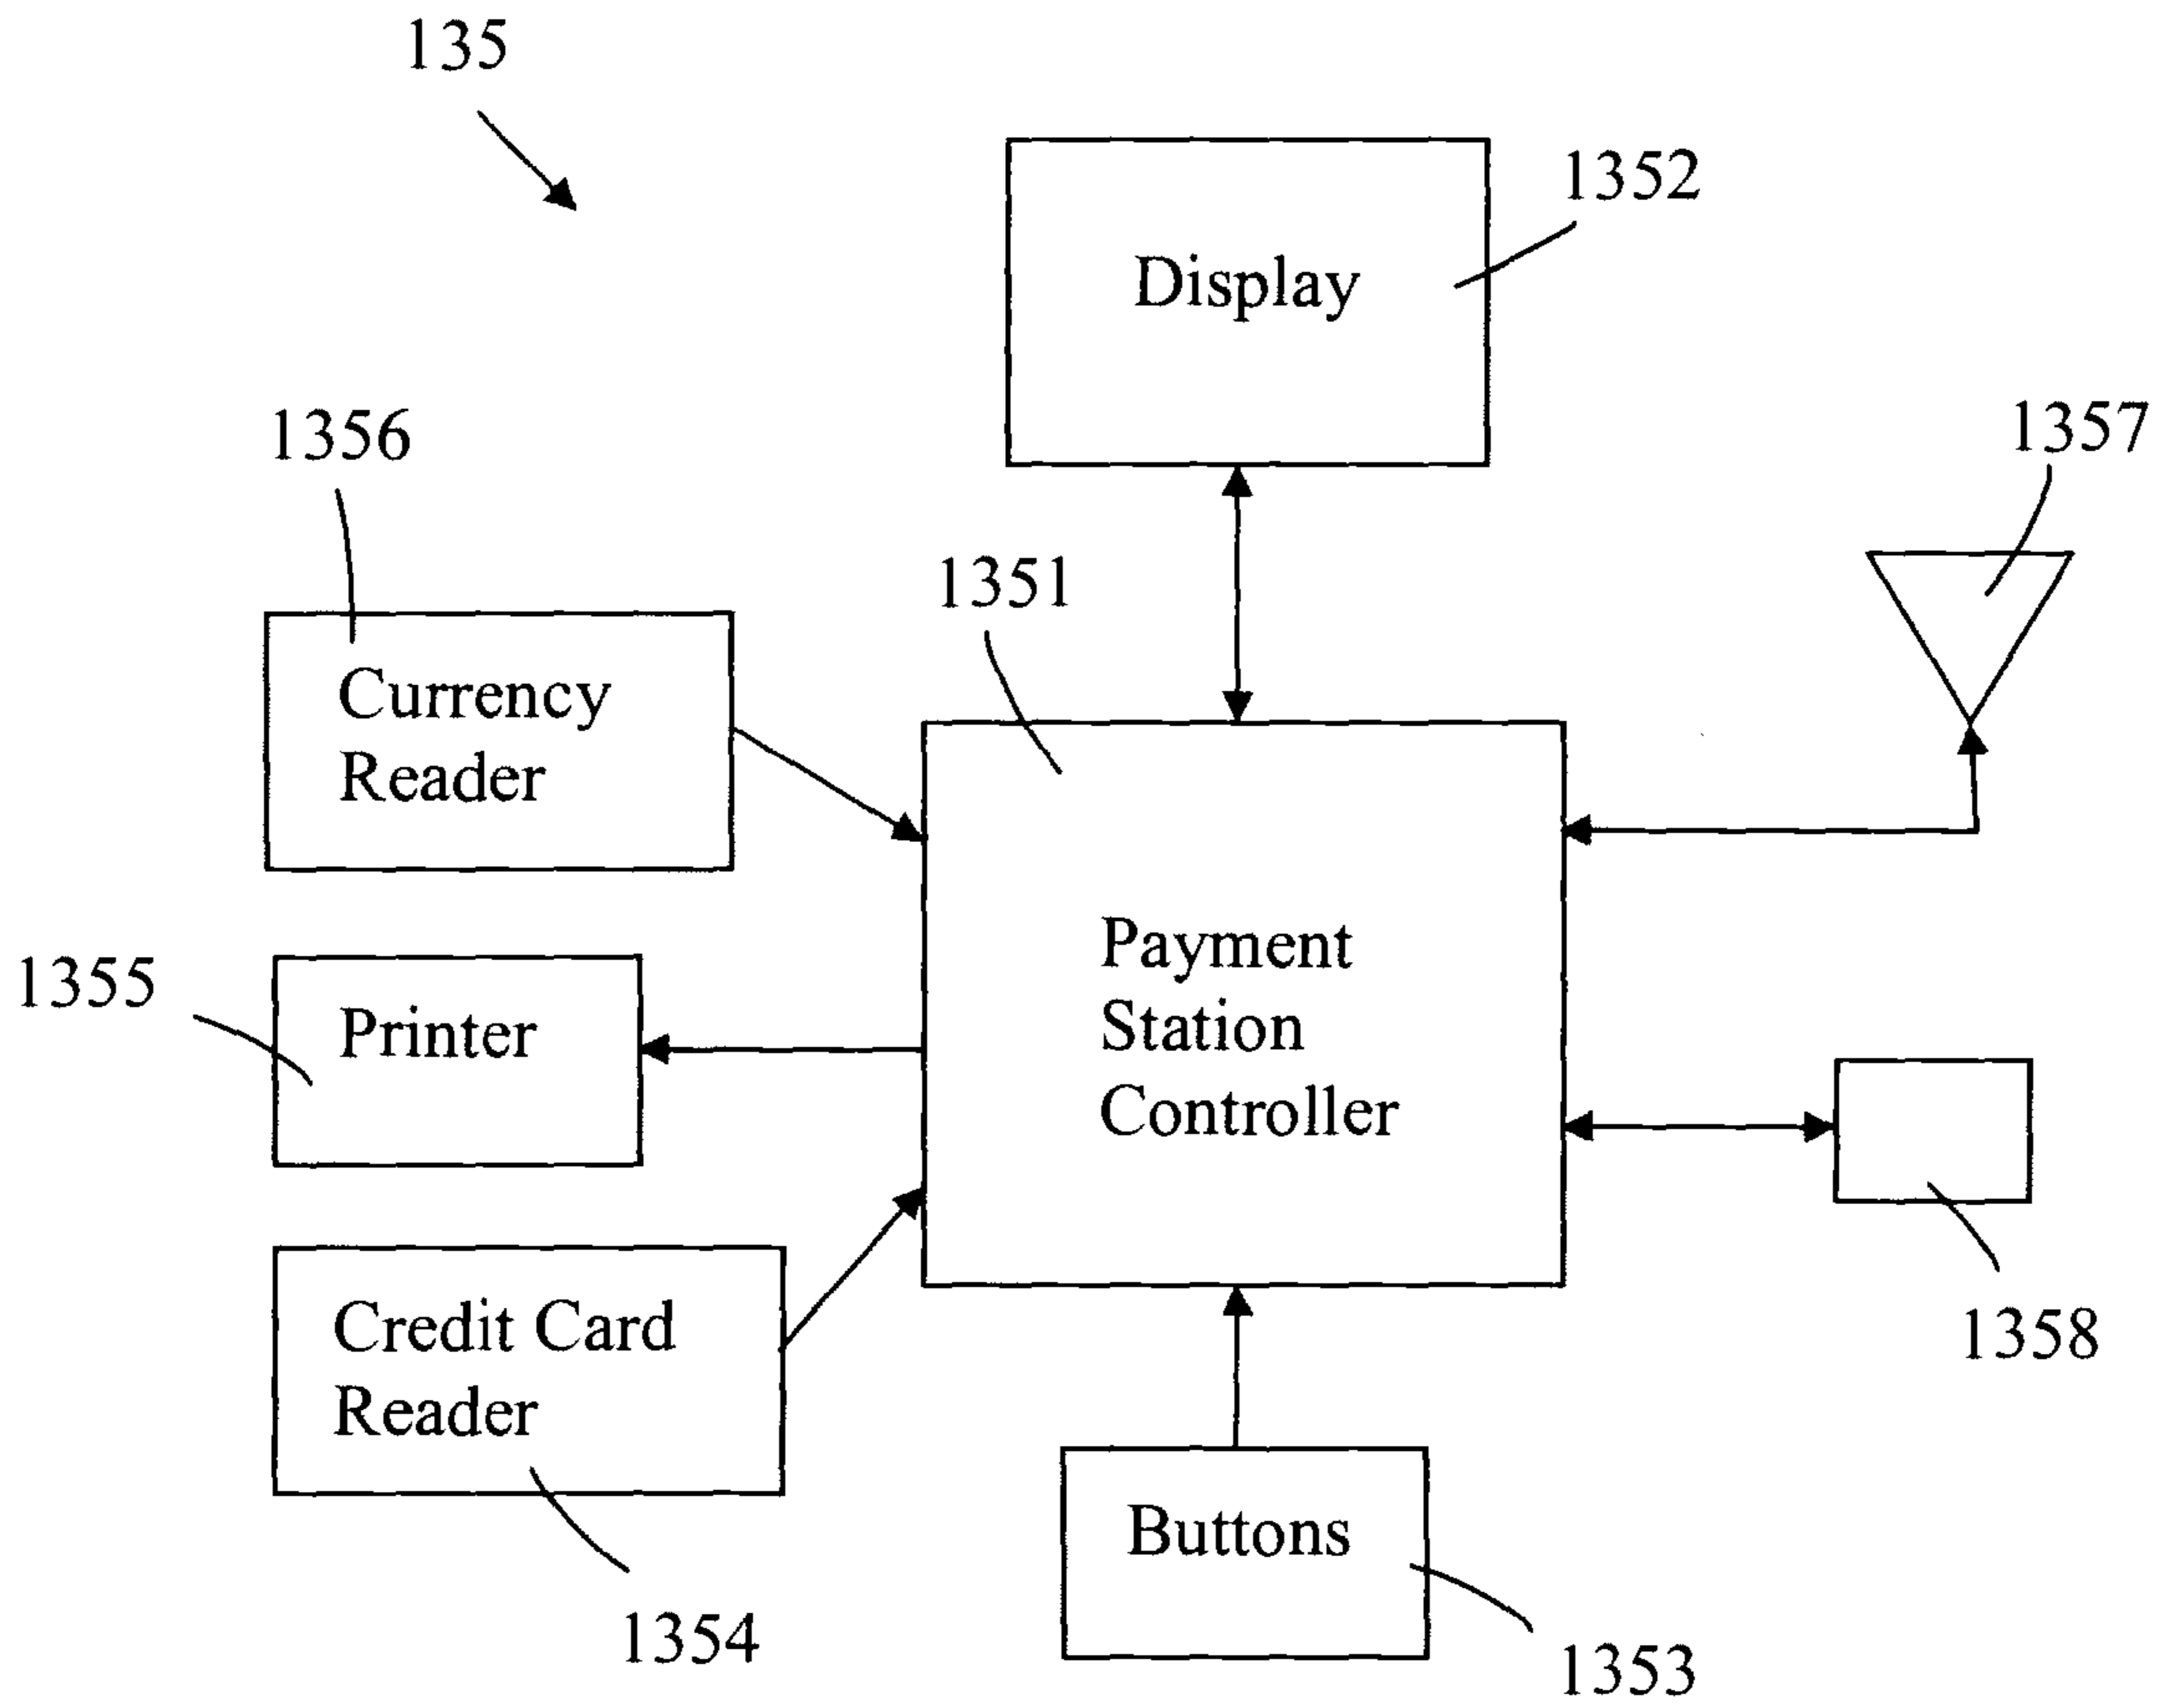 135
1352
Display
1356
1357
1351
Currency
Reader
Payment
Station
Controller
1355
Printer
1358
Credit Card
Reader
1354
Buttons
1353